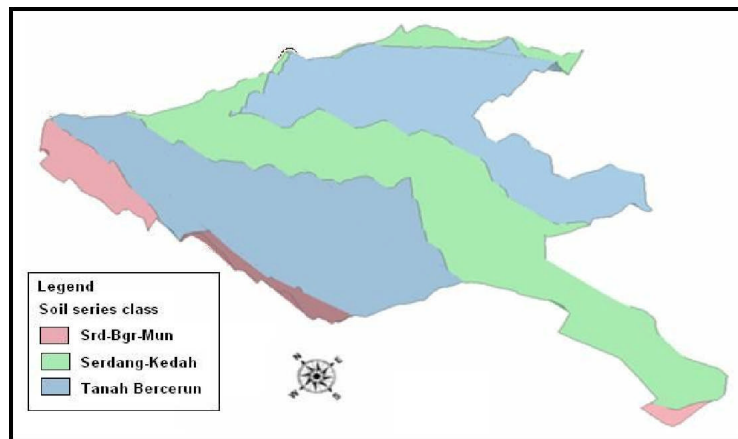 Legend
Soil series class
Srd-Bgr-Mun
Serdang-Kedah
Tanah Bercerun